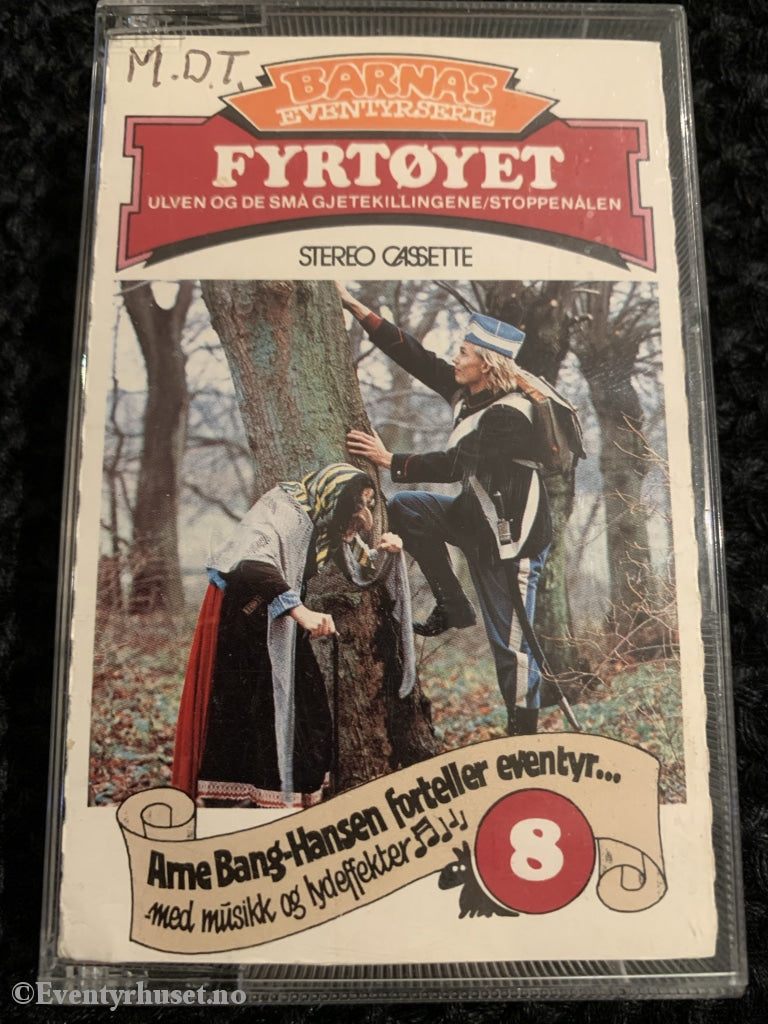 M.D.T.
BARNAS
EVENTYRSERIE
FYRTØYET
ULVEN OG DE SMÅ GJETEKILLINGENE/STOPPENÅLEN
STEREO CASSETTE
Arne Bang-Hansen forteller eventyr...
-med musikk og lydeffekter
8
©Eventyrhuset.no